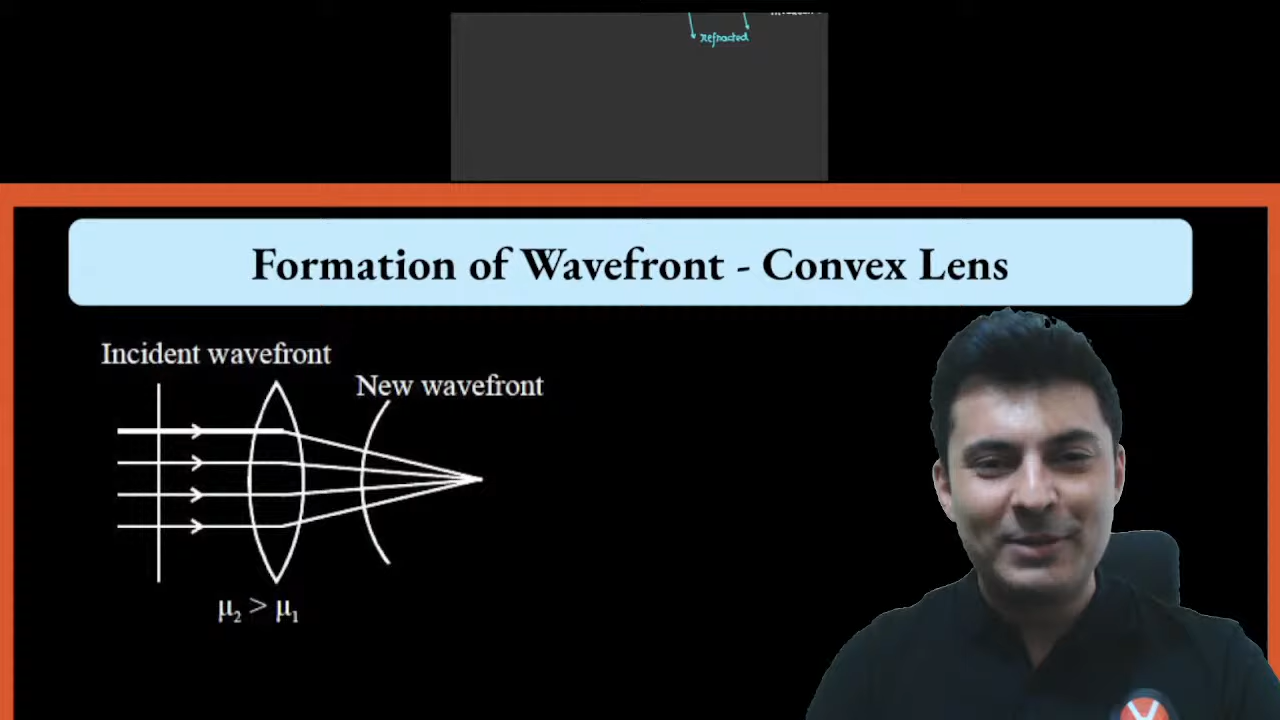 Refracted
Formation of Wavefront - Convex Lens
Incident wavefront
New wavefront
μ₂ > μ₁